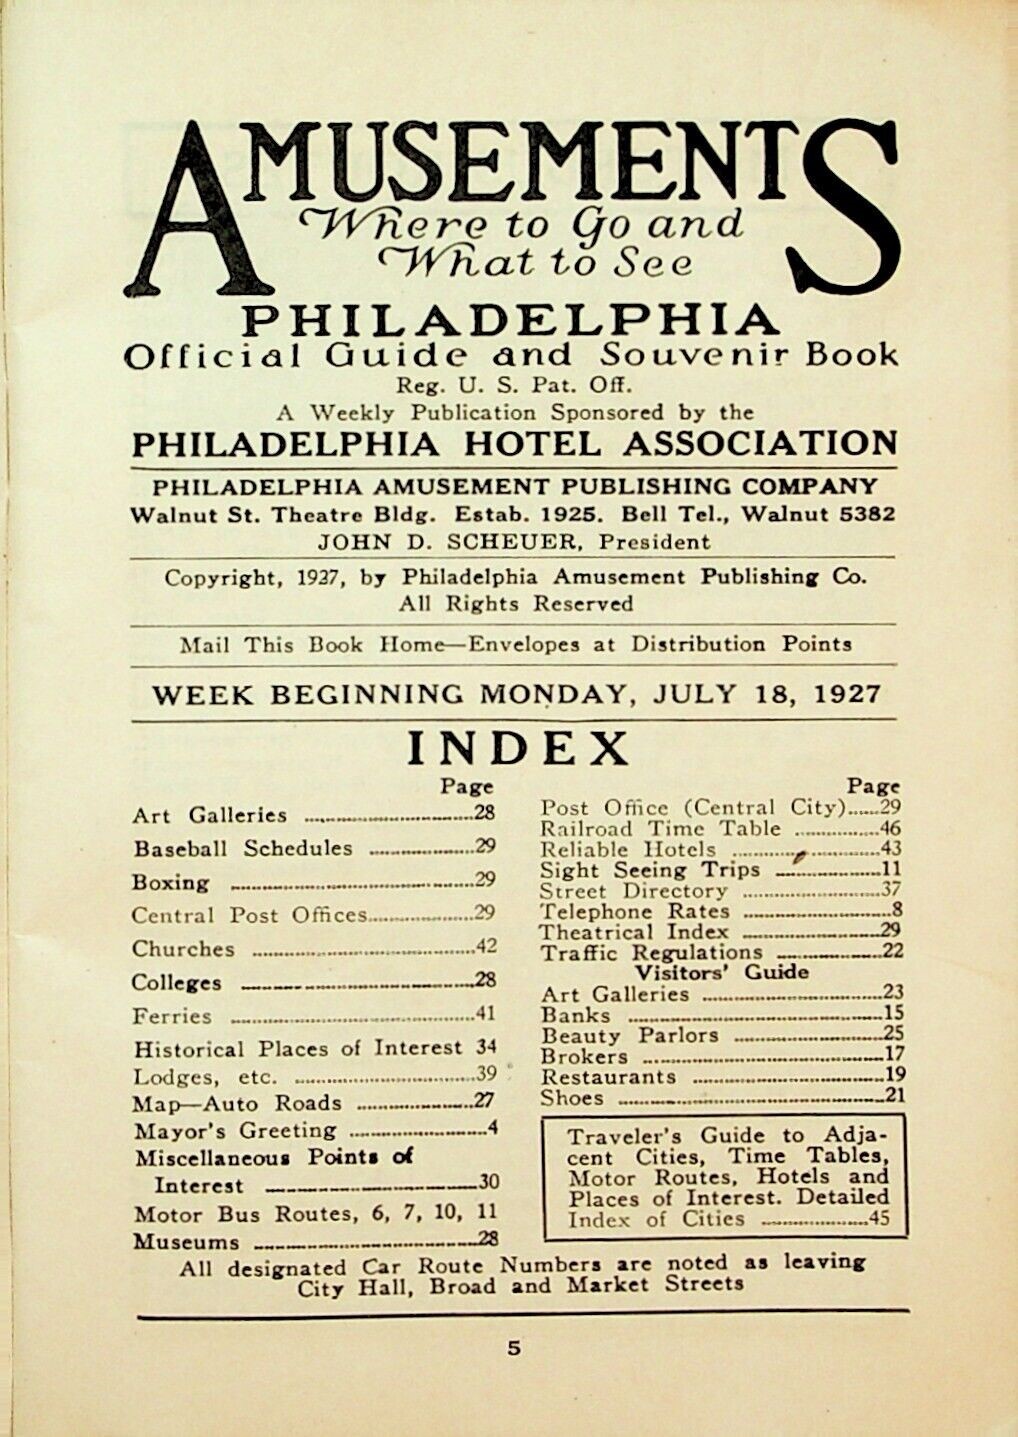 AMUSEMENTS
Where to Go and
What to See
PHILADELPHIA
Official Guide and Souvenir Book
Reg. U. S. Pat. Off.
A Weekly Publication Sponsored by the
PHILADELPHIA HOTEL ASSOCIATION
PHILADELPHIA AMUSEMENT PUBLISHING COMPANY
Walnut St. Theatre Bldg. Estab. 1925. Bell Tel., Walnut 5382
JOHN D. SCHEUER, President
Copyright, 1927, by Philadelphia Amusement Publishing Co.
All Rights Reserved
Mail This Book Home—Envelopes at Distribution Points
WEEK BEGINNING MONDAY, JULY 18, 1927
INDEX
Page
Art Galleries ........................28
Baseball Schedules ................29
Boxing ........................29
Central Post Offices................29
Churches ........................42
Colleges ........................28
Ferries ........................41
Historical Places of Interest 34
Lodges, etc. ........................39
Map—Auto Roads ................27
Mayor's Greeting ................4
Miscellaneous Points of
Interest ........................30
Motor Bus Routes, 6, 7, 10, 11
Museums ........................28
Page
Post Office (Central City)......29
Railroad Time Table ............46
Reliable Hotels ................43
Sight Seeing Trips ............11
Street Directory ................37
Telephone Rates ................8
Theatrical Index ................29
Traffic Regulations ............22
Visitors' Guide
Art Galleries ................23
Banks ........................15
Beauty Parlors ................25
Brokers ........................17
Restaurants ................19
Shoes ........................21
Traveler's Guide to Adja-
cent Cities, Time Tables,
Motor Routes, Hotels and
Places of Interest. Detailed
Index of Cities ............45
All designated Car Route Numbers are noted as leaving
City Hall, Broad and Market Streets
5